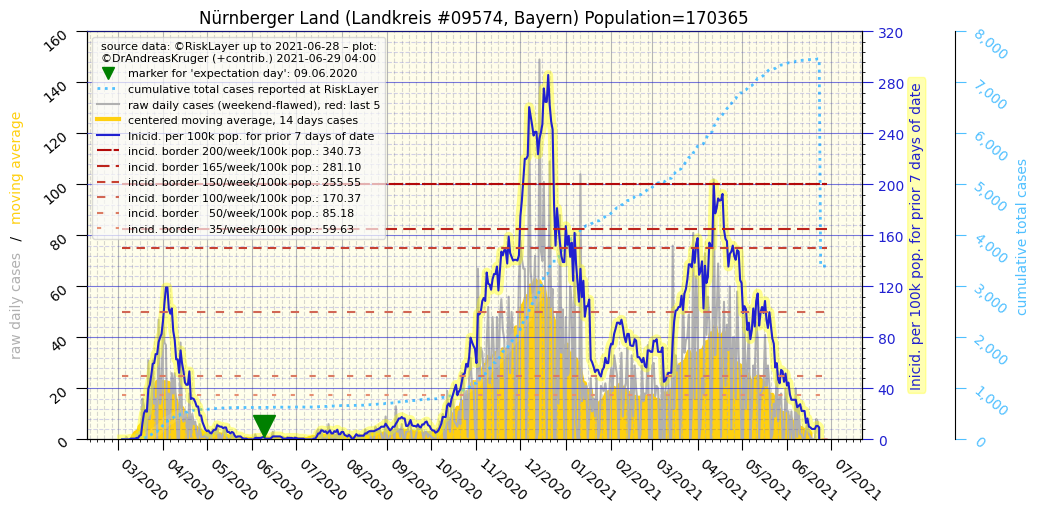 Nürnberger Land (Landkreis #09574, Bayern) Population=170365
source data: ©RiskLayer up to 2021-06-28 – plot:
©DrAndreasKruger (+contrib.) 2021-06-29 04:00
marker for 'expectation day': 09.06.2020
cumulative total cases reported at RiskLayer
raw daily cases (weekend-flawed), red: last 5
centered moving average, 14 days cases
Inicid. per 100k pop. for prior 7 days of date
incid. border 200/week/100k pop.: 340.73
incid. border 165/week/100k pop.: 281.10
incid. border 150/week/100k pop.: 255.55
incid. border 100/week/100k pop.: 170.37
incid. border 50/week/100k pop.: 85.18
incid. border 35/week/100k pop.: 59.63
raw daily cases / moving average
160
140
120
100
80
60
40
20
0
320
280
240
200
160
120
80
40
0
Inicid. per 100k pop. for prior 7 days of date
8,000
7,000
6,000
5,000
4,000
3,000
2,000
1,000
0
cumulative total cases
03/2020
04/2020
05/2020
06/2020
07/2020
08/2020
09/2020
10/2020
11/2020
12/2020
01/2021
02/2021
03/2021
04/2021
05/2021
06/2021
07/2021